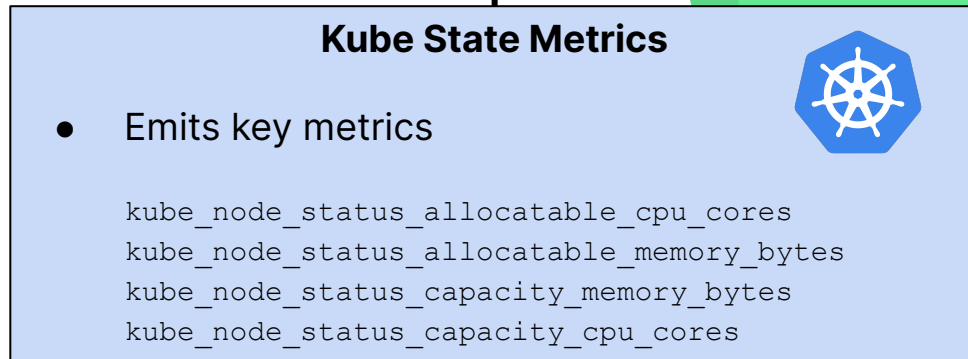 Kube State Metrics
● Emits key metrics
kube_node_status_allocatable_cpu_cores
kube_node_status_allocatable_memory_bytes
kube_node_status_capacity_memory_bytes
kube_node_status_capacity_cpu_cores